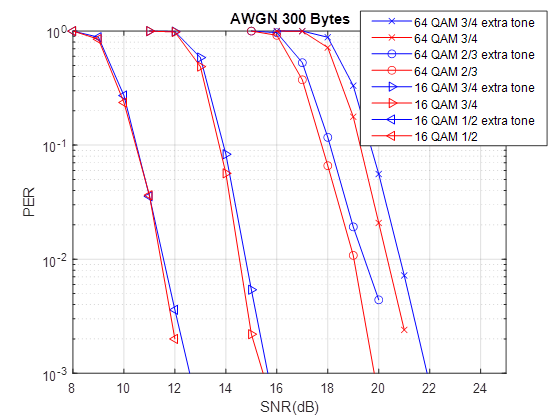 AWGN 300 Bytes
64 QAM 3/4 extra tone
64 QAM 3/4
64 QAM 2/3 extra tone
64 QAM 2/3
16 QAM 3/4 extra tone
16 QAM 3/4
16 QAM 1/2 extra tone
16 QAM 1/2
10^0
10^-1
10^-2
10^-3
PER
8 10 12 14 16 18 20 22 24
SNR(dB)